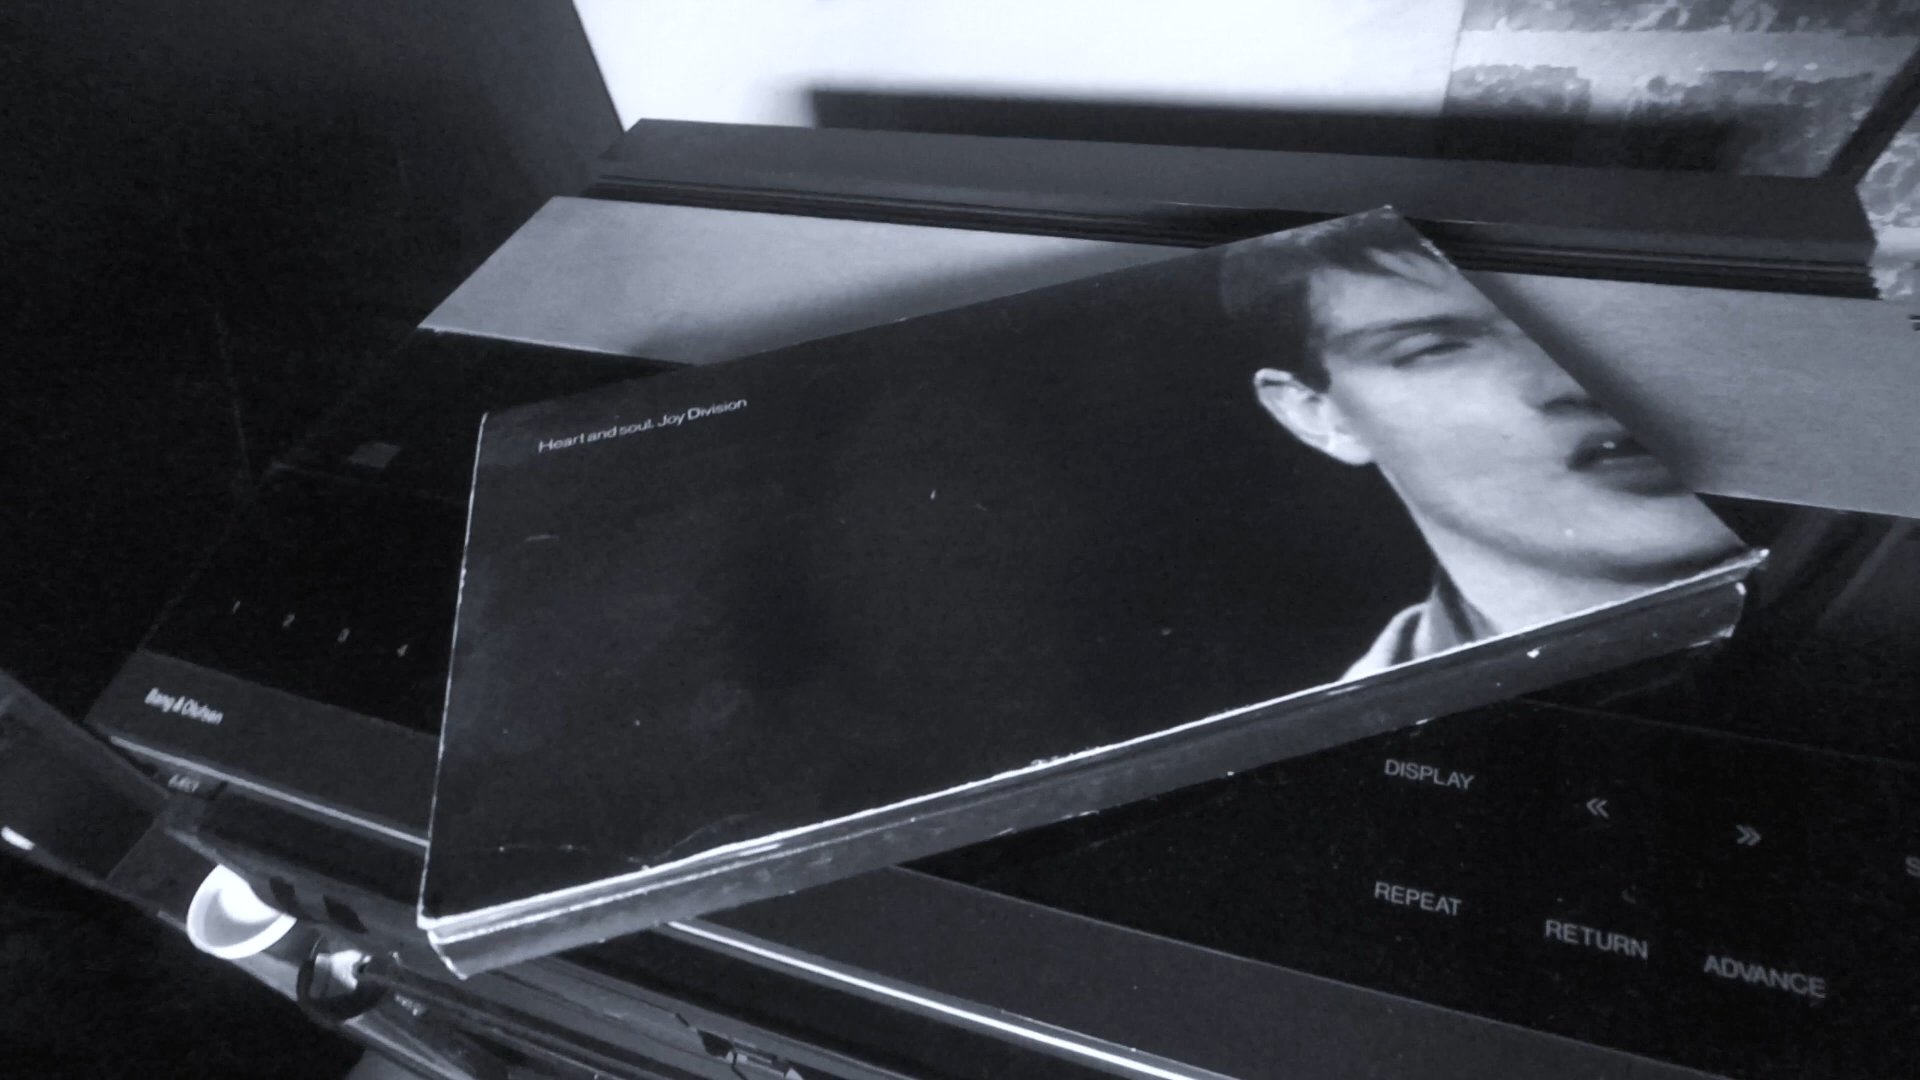 Heart and soul. Joy Division
1 2 3 4
Bang & Olufsen
DISPLAY « »
REPEAT RETURN ADVANCE